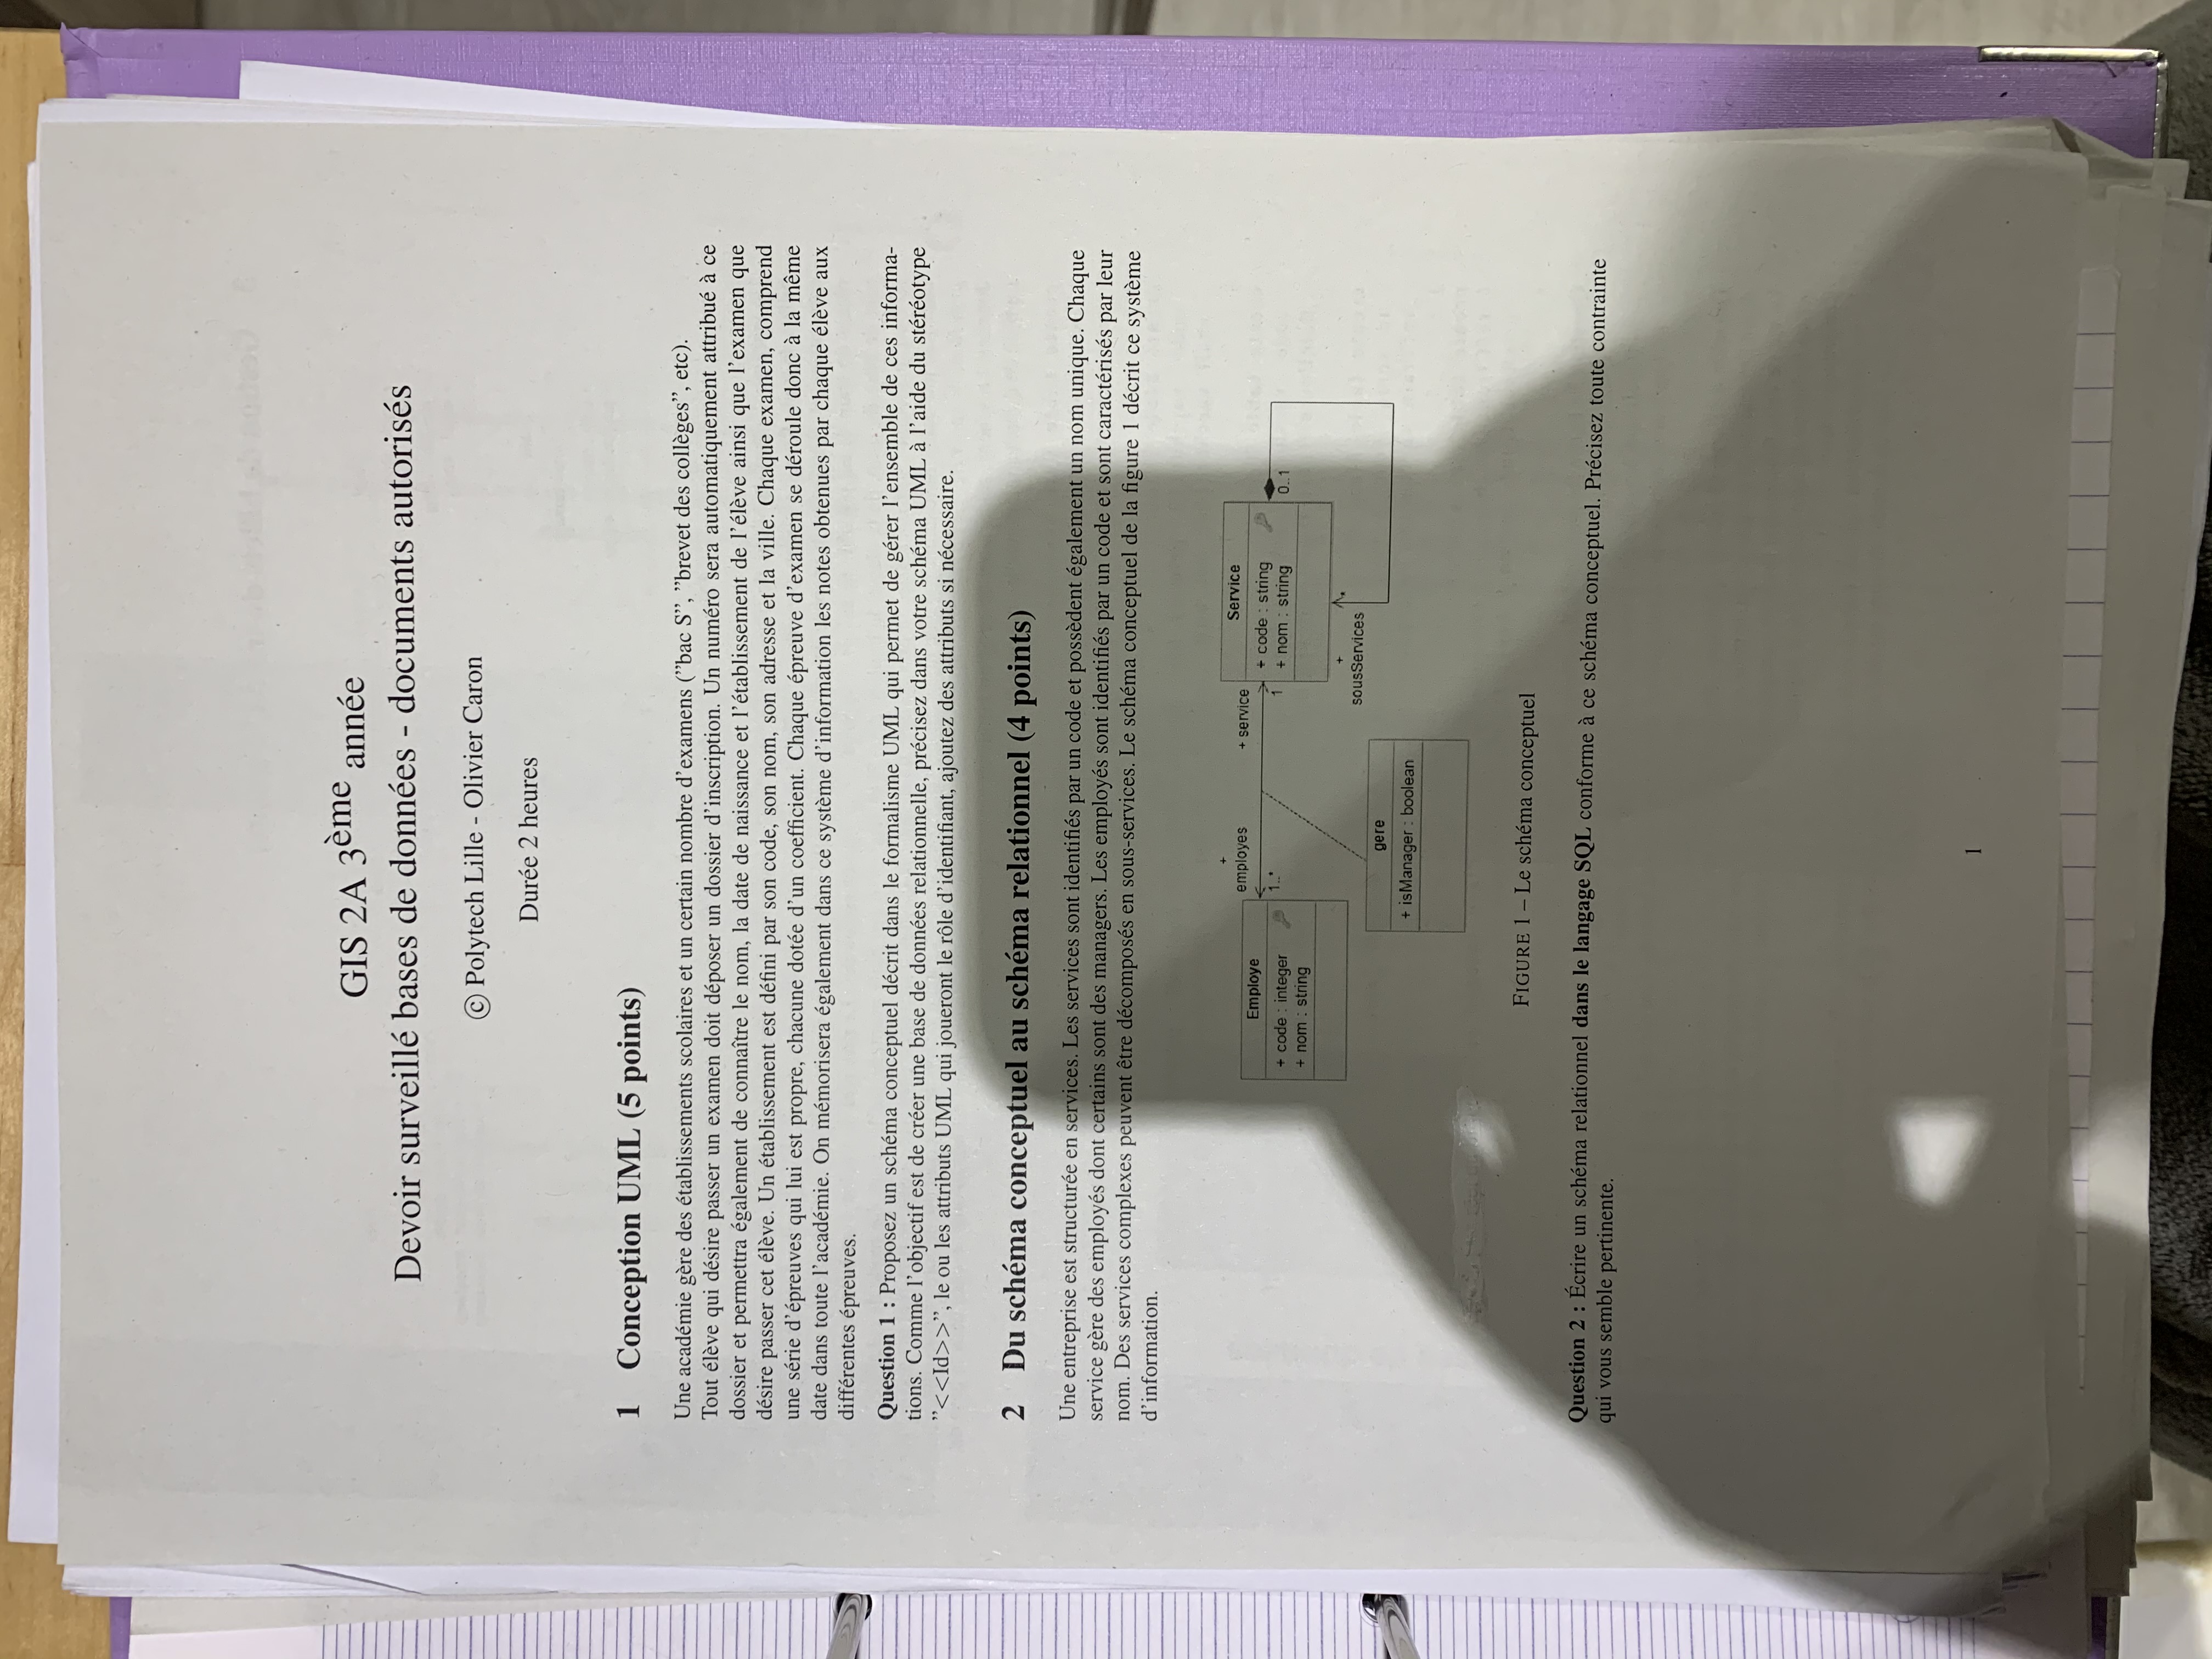 GIS 2A 3ème année
Devoir surveillé bases de données - documents autorisés
© Polytech Lille - Olivier Caron
Durée 2 heures
1 Conception UML (5 points)
Une académie gère des établissements scolaires et un certain nombre d'examens (”bac S”, ”brevet des collèges”, etc).
Tout élève qui désire passer un examen doit déposer un dossier d'inscription. Un numéro sera automatiquement attribué à ce
dossier et permettra également de connaître le nom, la date de naissance et l'établissement de l'élève ainsi que l'examen que
désire passer cet élève. Un établissement est défini par son code, son nom, son adresse et la ville. Chaque examen, comprend
une série d'épreuves qui lui est propre, chacune dotée d'un coefficient. Chaque épreuve d'examen se déroule donc à la même
date dans toute l'académie. On mémorisera également dans ce système d'information les notes obtenues par chaque élève aux
différentes épreuves.
Question 1 : Proposez un schéma conceptuel décrit dans le formalisme UML qui permet de gérer l'ensemble de ces informa-
tions. Comme l'objectif est de créer une base de données relationnelle, précisez dans votre schéma UML à l'aide du stéréotype
”<<Id>>”, le ou les attributs UML qui joueront le rôle d'identifiant, ajoutez des attributs si nécessaire.
2 Du schéma conceptuel au schéma relationnel (4 points)
Une entreprise est structurée en services. Les services sont identifiés par un code et possèdent également un nom unique. Chaque
service gère des employés dont certains sont des managers. Les employés sont identifiés par un code et sont caractérisés par leur
nom. Des services complexes peuvent être décomposés en sous-services. Le schéma conceptuel de la figure 1 décrit ce système
d'information.
Employe
+ code : integer
+ nom : string
+
employes
1..*
+ service
1
Service
+ code : string
+ nom : string
0..1
+
sousServices
*
gere
+ isManager : boolean
FIGURE 1 – Le schéma conceptuel
Question 2 : Écrire un schéma relationnel dans le langage SQL conforme à ce schéma conceptuel. Précisez toute contrainte
qui vous semble pertinente.
1